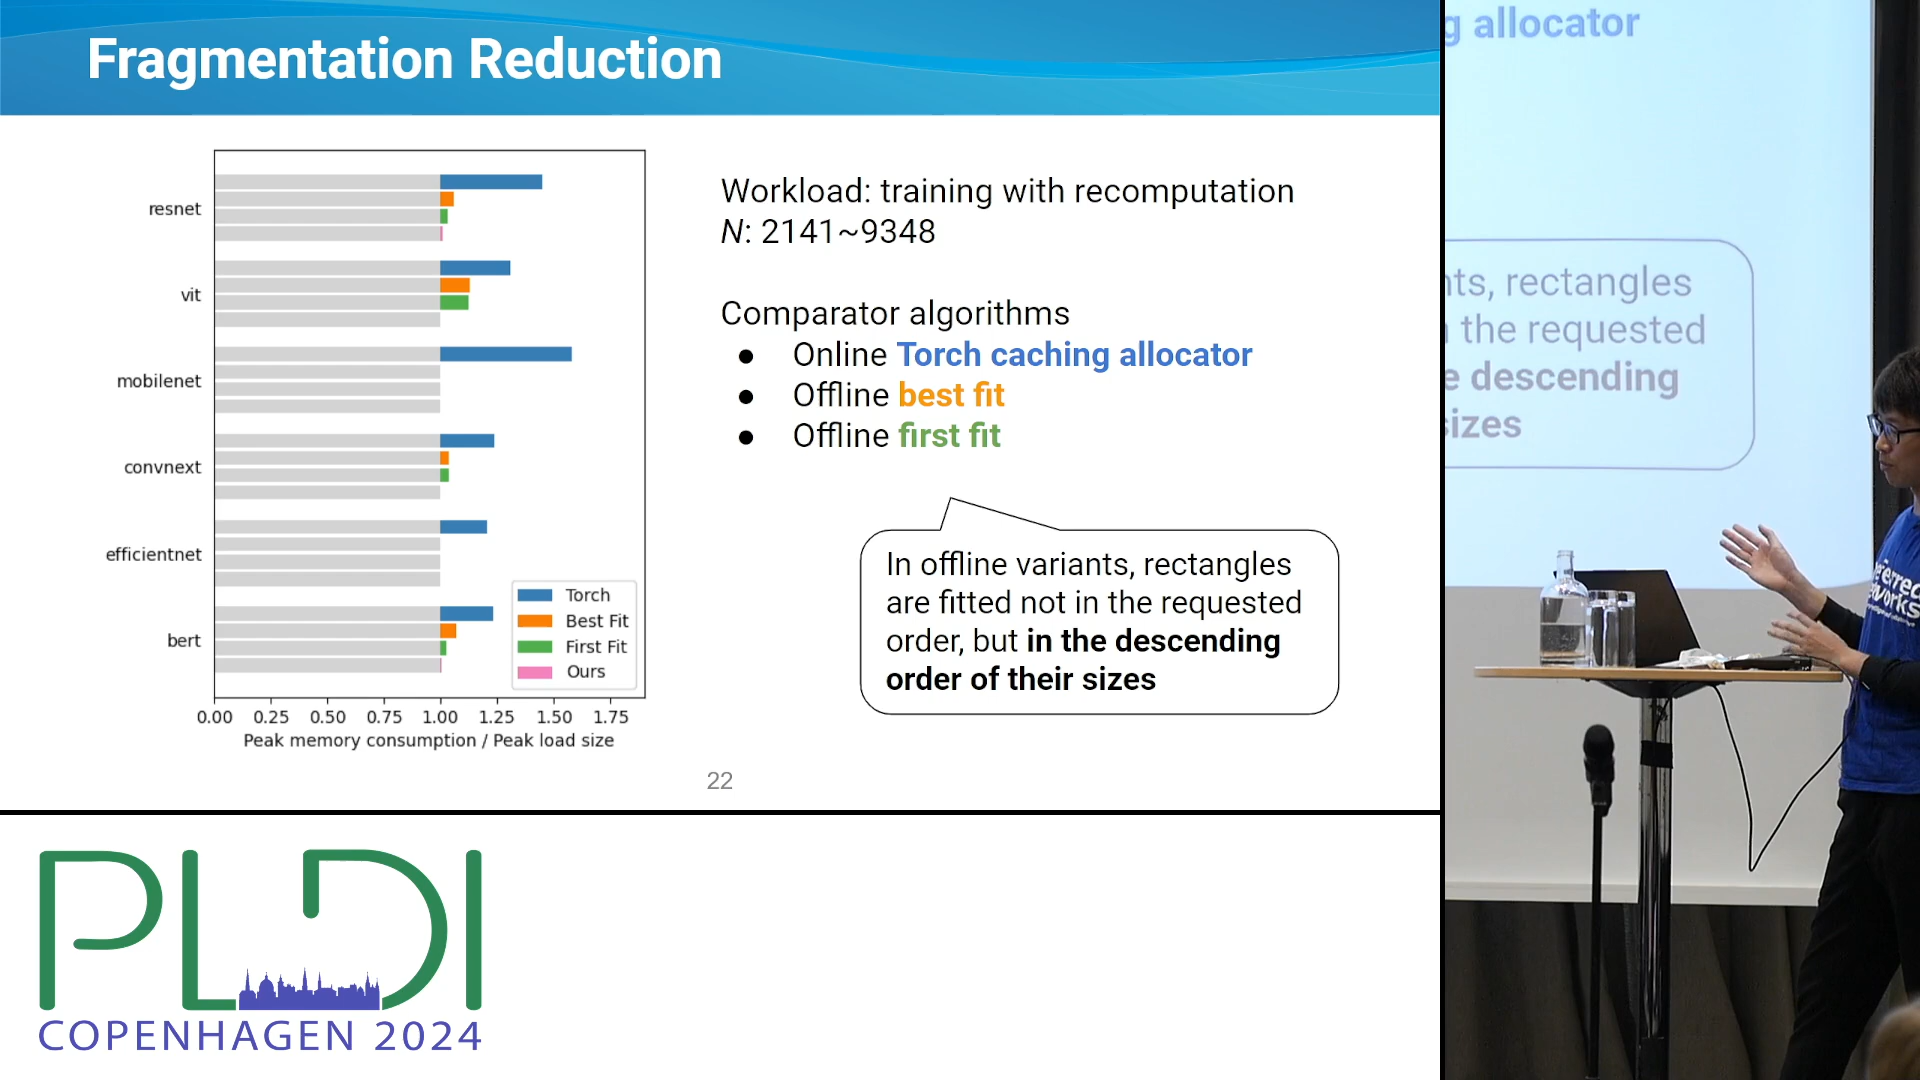 Fragmentation Reduction
resnet
vit
mobilenet
convnext
efficientnet
bert
Torch
Best Fit
First Fit
Ours
0.00 0.25 0.50 0.75 1.00 1.25 1.50 1.75
Peak memory consumption / Peak load size
Workload: training with recomputation
N: 2141~9348
Comparator algorithms
● Online Torch caching allocator
● Offline best fit
● Offline first fit
In offline variants, rectangles
are fitted not in the requested
order, but in the descending
order of their sizes
22
PLDI
COPENHAGEN 2024
g allocator
nts, rectangles
the requested
e descending
sizes